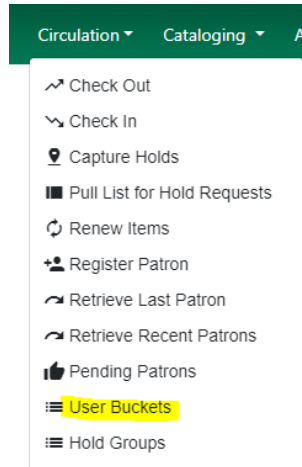 Circulation Cataloging A
Check Out
Check In
Capture Holds
Pull List for Hold Requests
Renew Items
Register Patron
Retrieve Last Patron
Retrieve Recent Patrons
Pending Patrons
User Buckets
Hold Groups